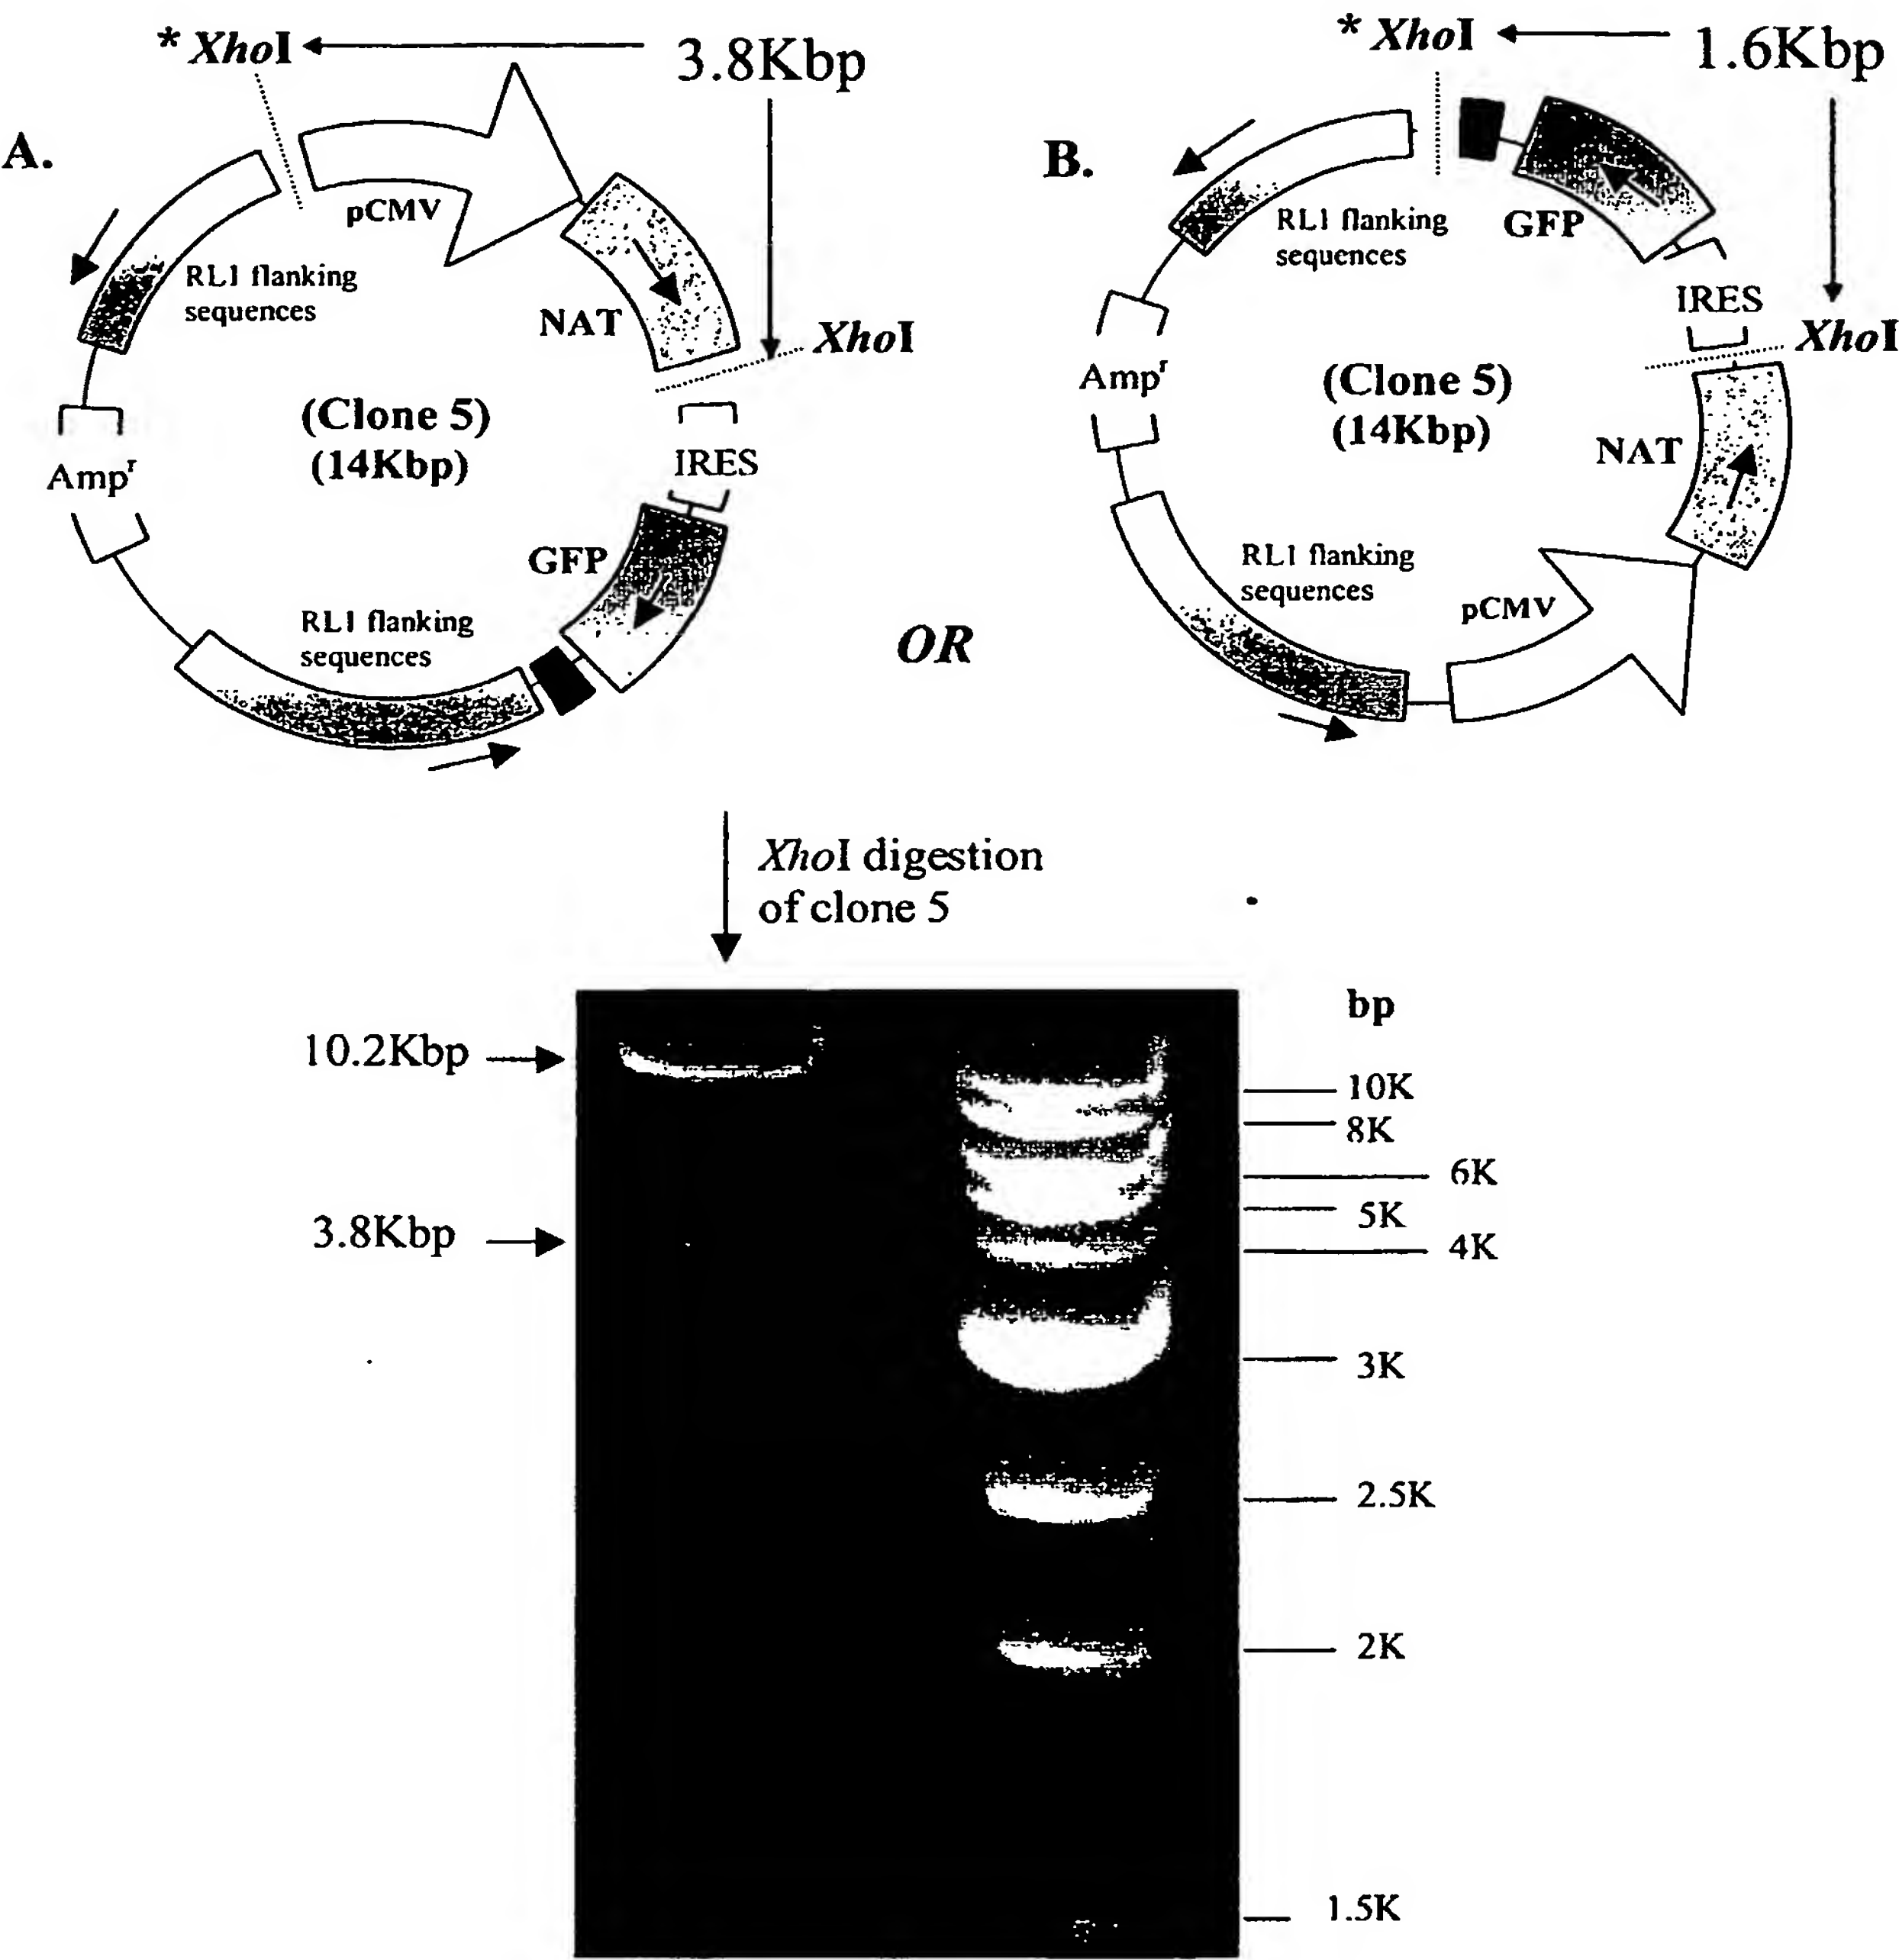 * XhoI
3.8Kbp
A.
pCMV
RL1 flanking
sequences
NAT
XhoI
(Clone 5)
(14Kbp)
Ampʳ
IRES
GFP
RL1 flanking
sequences
OR
* XhoI
1.6Kbp
B.
RL1 flanking
sequences
GFP
IRES
XhoI
Ampʳ
(Clone 5)
(14Kbp)
NAT
RL1 flanking
sequences
pCMV
XhoI digestion
of clone 5
bp
10.2Kbp
10K
8K
6K
5K
3.8Kbp
4K
3K
2.5K
2K
1.5K